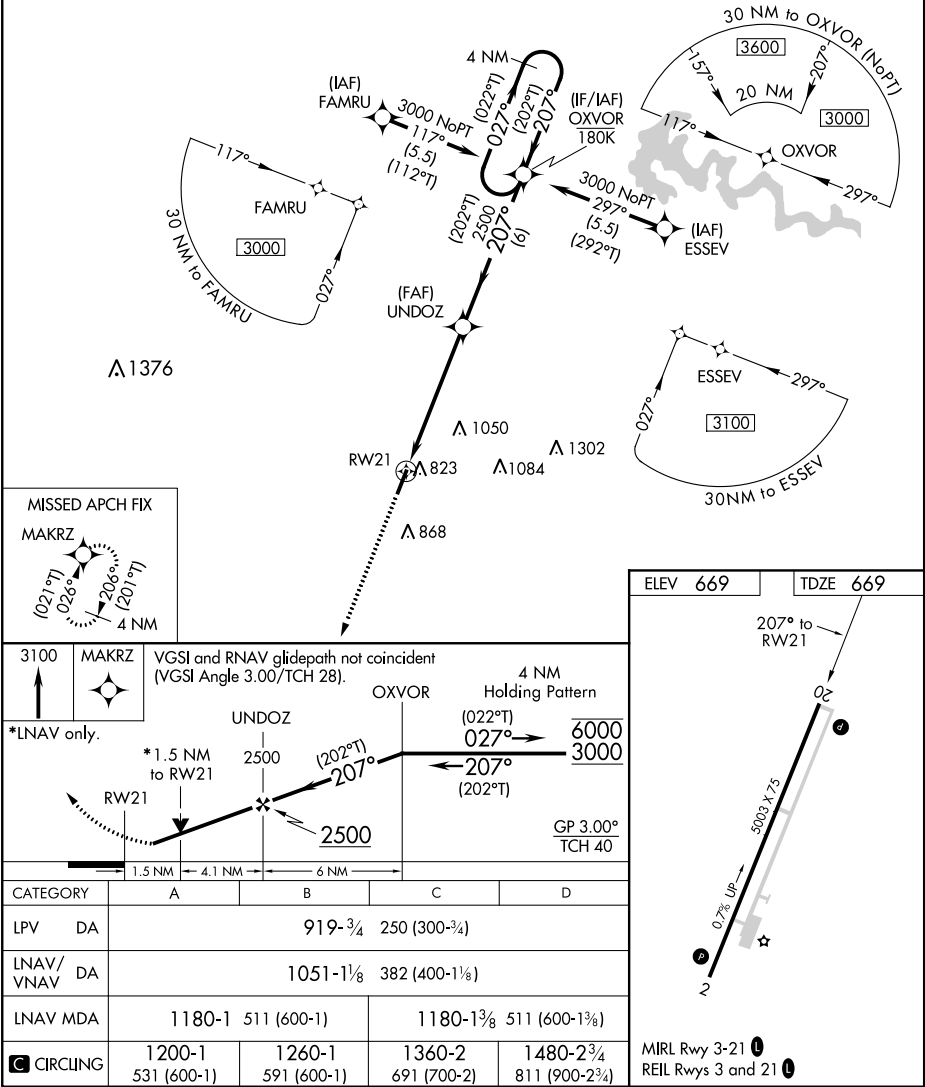 30 NM to OXVOR (NoPT)
3600
157°
207°
20 NM
3000
117°
OXVOR
297°
4 NM
(022°T)
027°
(202°T)
207°
(IAF)
FAMRU
3000 NoPT
117°
(5.5)
(112°T)
(IF/IAF)
OXVOR
180K
3000 NoPT
297°
(5.5)
(292°T)
(IAF)
ESSEV
117°
FAMRU
3000
027°
30 NM to FAMRU
(202°T)
2500
207°
(6)
(FAF)
UNDOZ
1376
ESSEV
297°
027°
3100
30NM to ESSEV
1050
1302
RW21
823
1084
868
MISSED APCH FIX
MAKRZ
(021°T)
026°
206°
(201°T)
4 NM
ELEV 669
TDZE 669
207° to
RW21
20
P
5003 X 75
0.7% UP
P
2
MIRL Rwy 3-21 L
REIL Rwys 3 and 21 L
3100
MAKRZ
VGSI and RNAV glidepath not coincident
(VGSI Angle 3.00/TCH 28).
*LNAV only.
4 NM
Holding Pattern
OXVOR
UNDOZ
2500
(022°T)
027°
6000
3000
207°
(202°T)
(202°T)
207°
*1.5 NM
to RW21
RW21
2500
GP 3.00°
TCH 40
1.5 NM
4.1 NM
6 NM
CATEGORY A B C D
LPV DA 919-¾ 250 (300-¾)
LNAV/
VNAV DA 1051-1⅛ 382 (400-1⅛)
LNAV MDA 1180-1 511 (600-1) 1180-1⅜ 511 (600-1⅜)
C CIRCLING 1200-1 1260-1 1360-2 1480-2¾
531 (600-1) 591 (600-1) 691 (700-2) 811 (900-2¾)